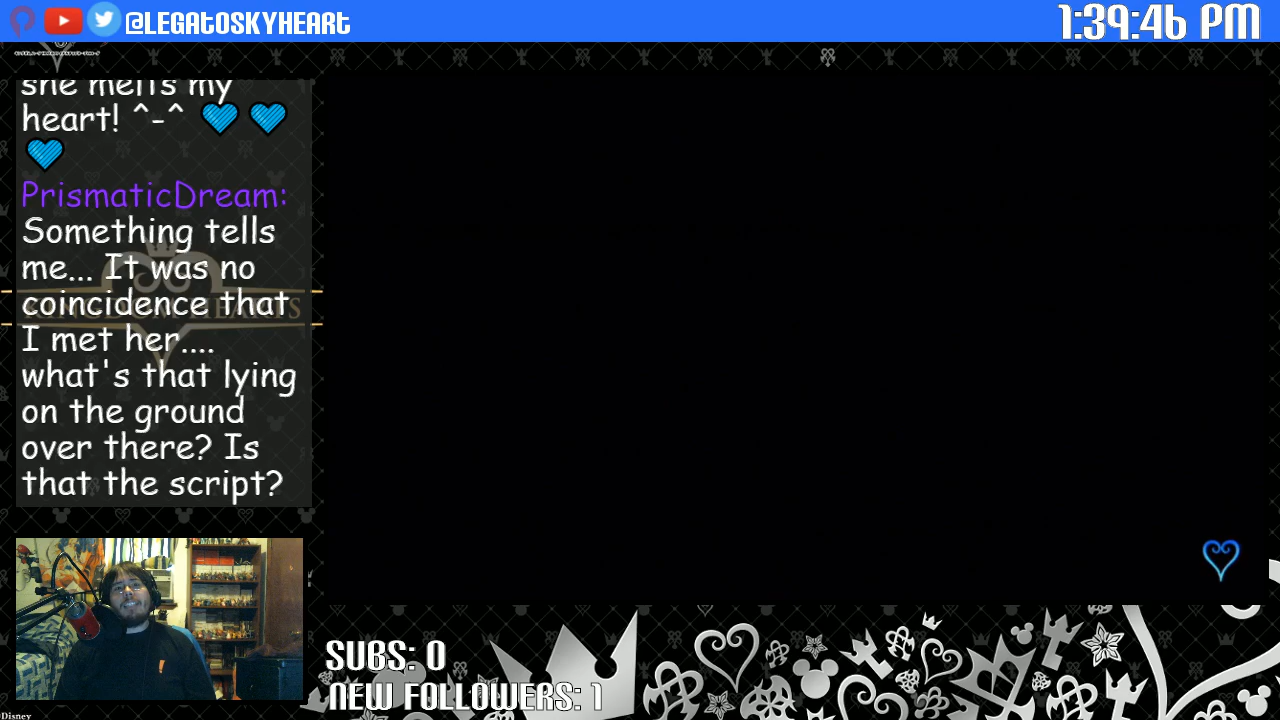 @LEGATOSKYHEART
1:39:46 PM
she melts my
heart! ^-^
PrismaticDream:
Something tells
me... It was no
coincidence that
I met her....
what's that lying
on the ground
over there? Is
that the script?
KINGDOM HEARTS
SUBS: 0
NEW FOLLOWERS: 1
Disney